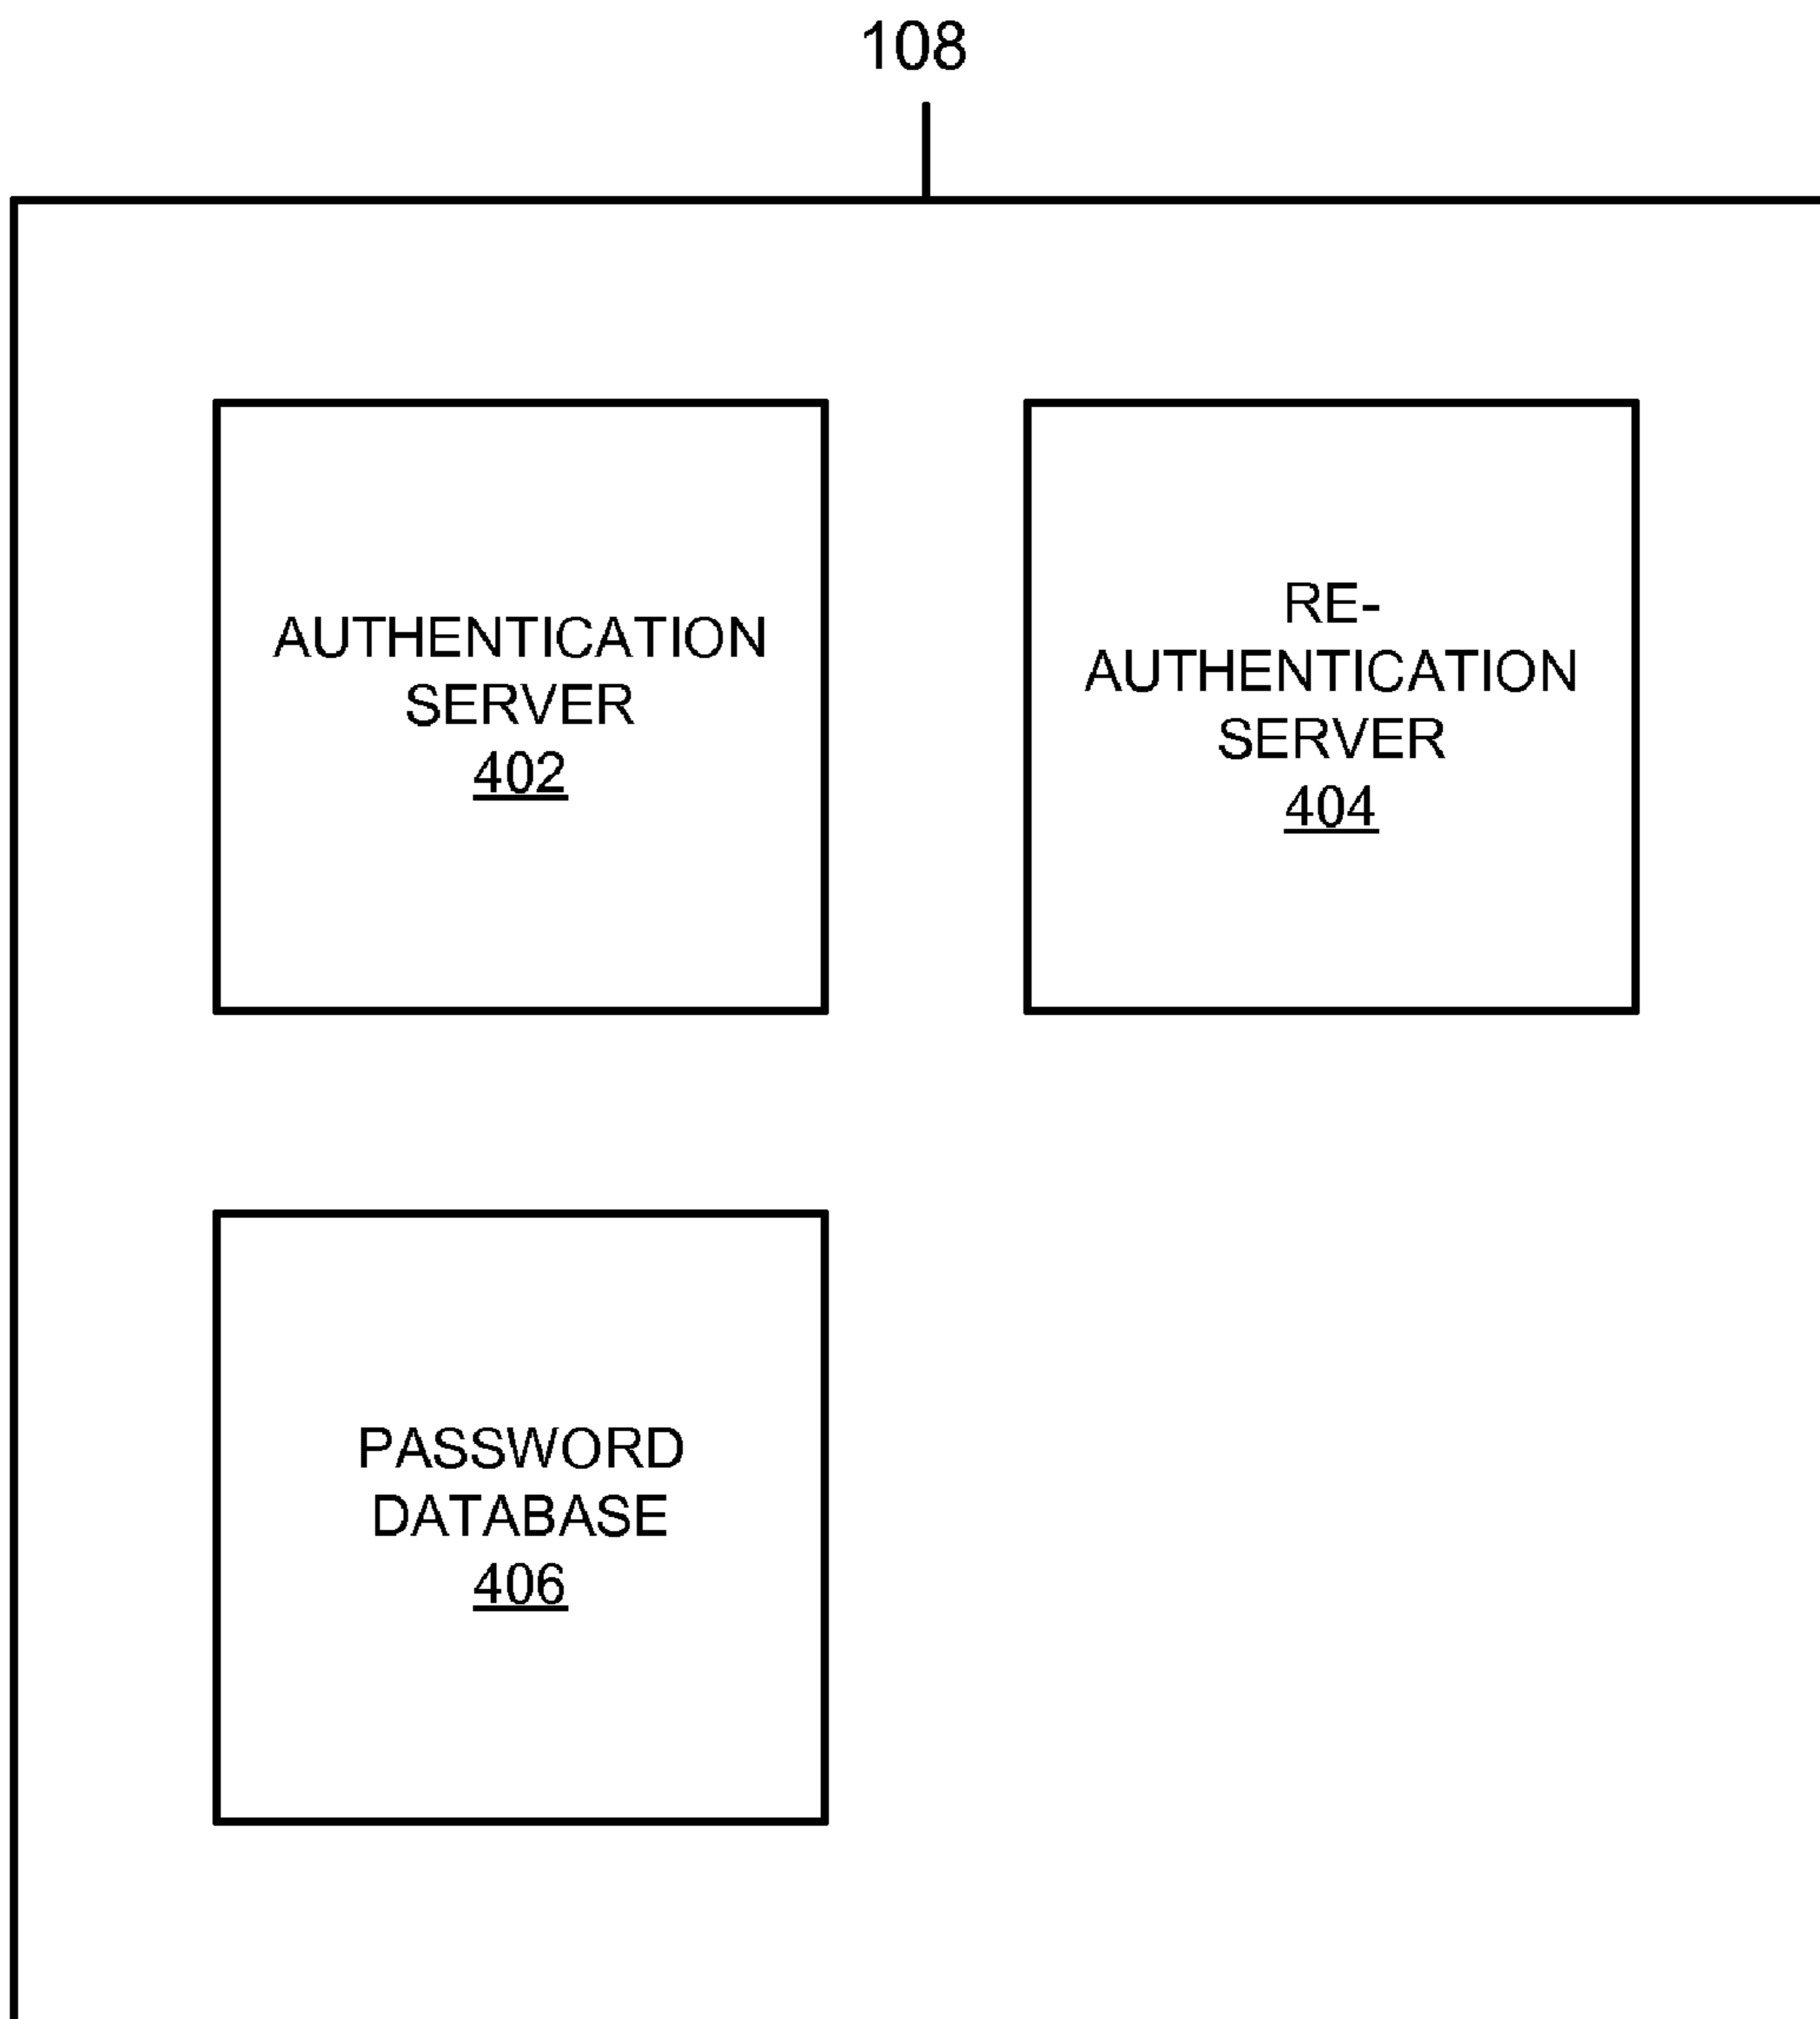 108
AUTHENTICATION
SERVER
402
RE-
AUTHENTICATION
SERVER
404
PASSWORD
DATABASE
406